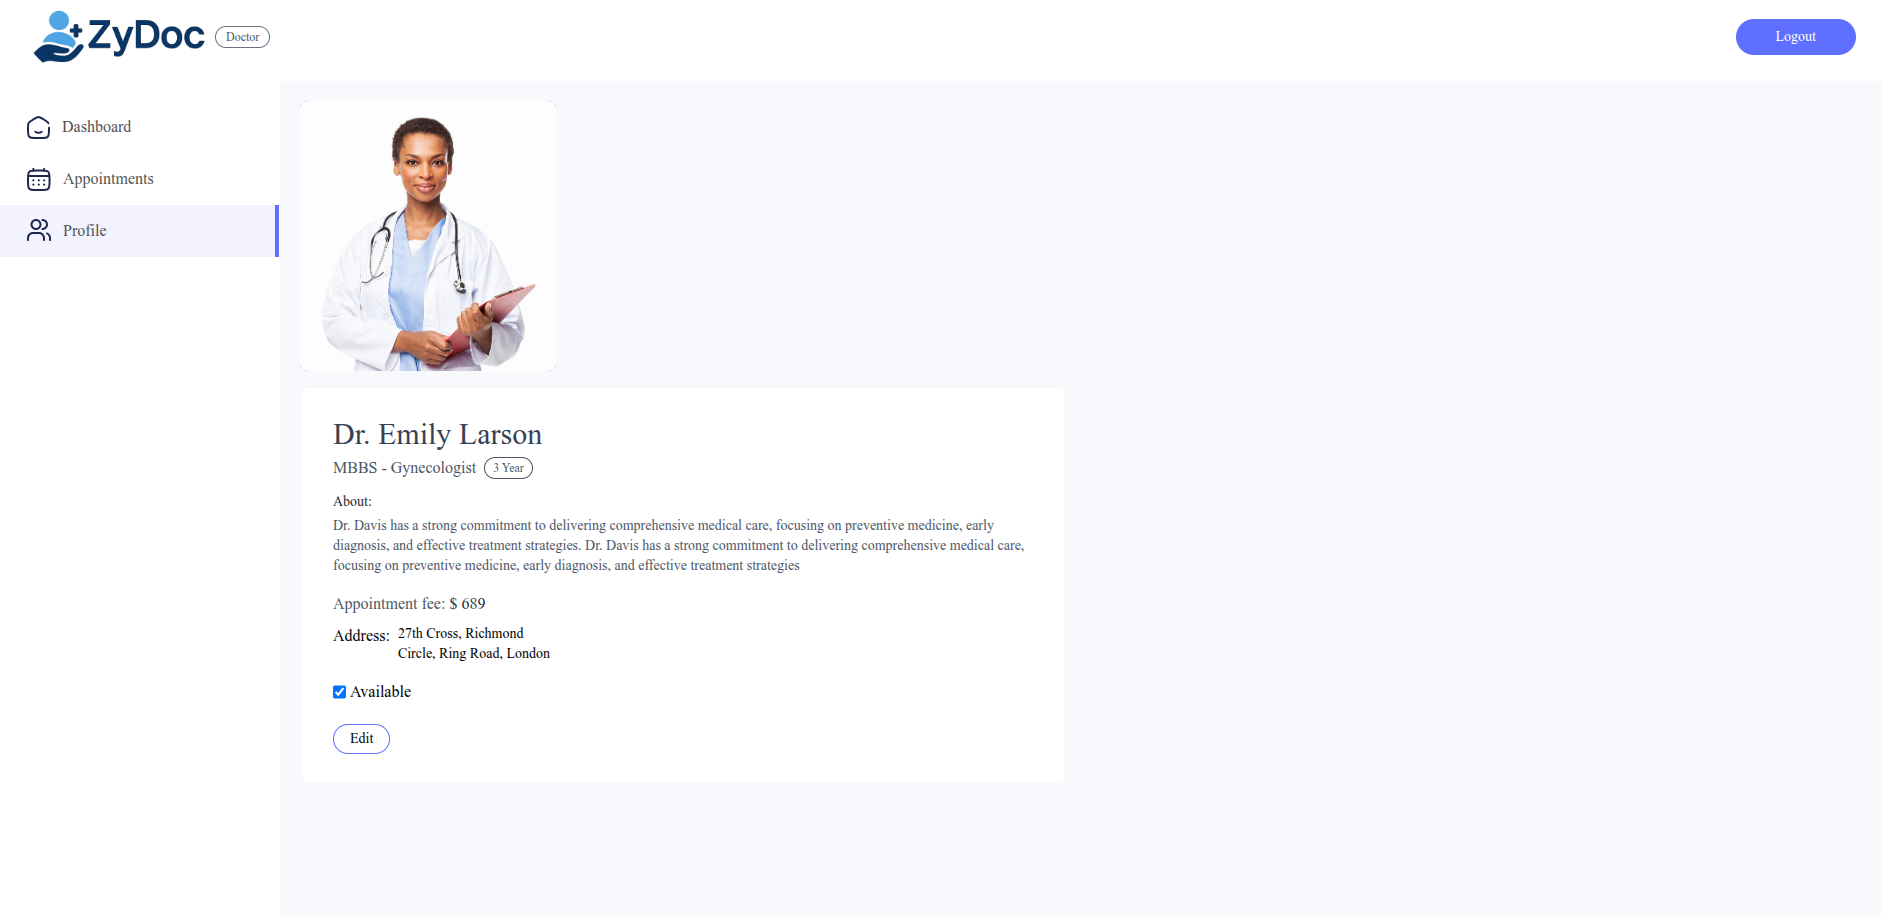 ZyDoc
Doctor
Logout
Dashboard
Appointments
Profile
Dr. Emily Larson
MBBS - Gynecologist
3 Year
About:
Dr. Davis has a strong commitment to delivering comprehensive medical care, focusing on preventive medicine, early
diagnosis, and effective treatment strategies. Dr. Davis has a strong commitment to delivering comprehensive medical care,
focusing on preventive medicine, early diagnosis, and effective treatment strategies
Appointment fee: $ 689
Address: 27th Cross, Richmond
Circle, Ring Road, London
Available
Edit